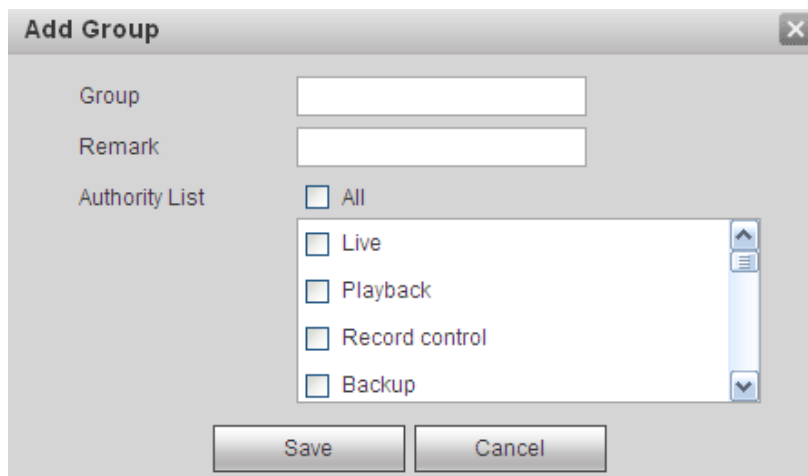 Add Group
Group
Remark
Authority List
All
Live
Playback
Record control
Backup
Save Cancel